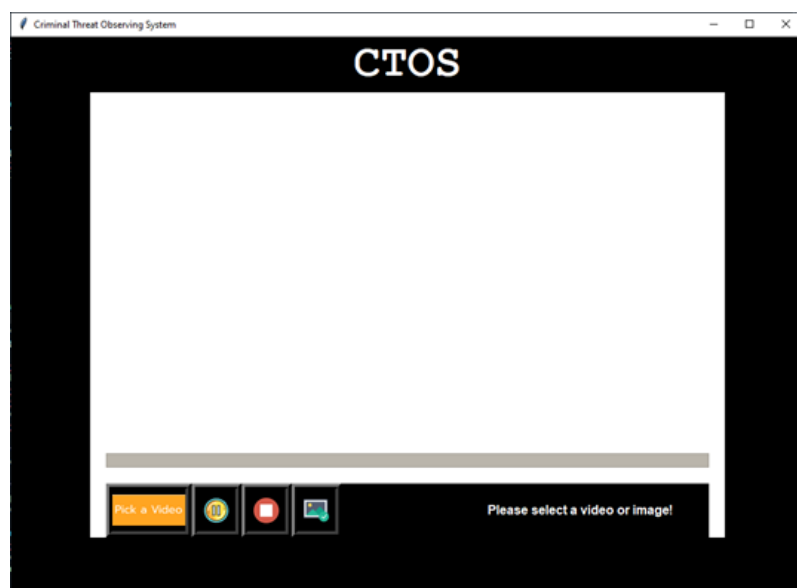 Criminal Threat Observing System
CTOS
Pick a Video
Please select a video or image!